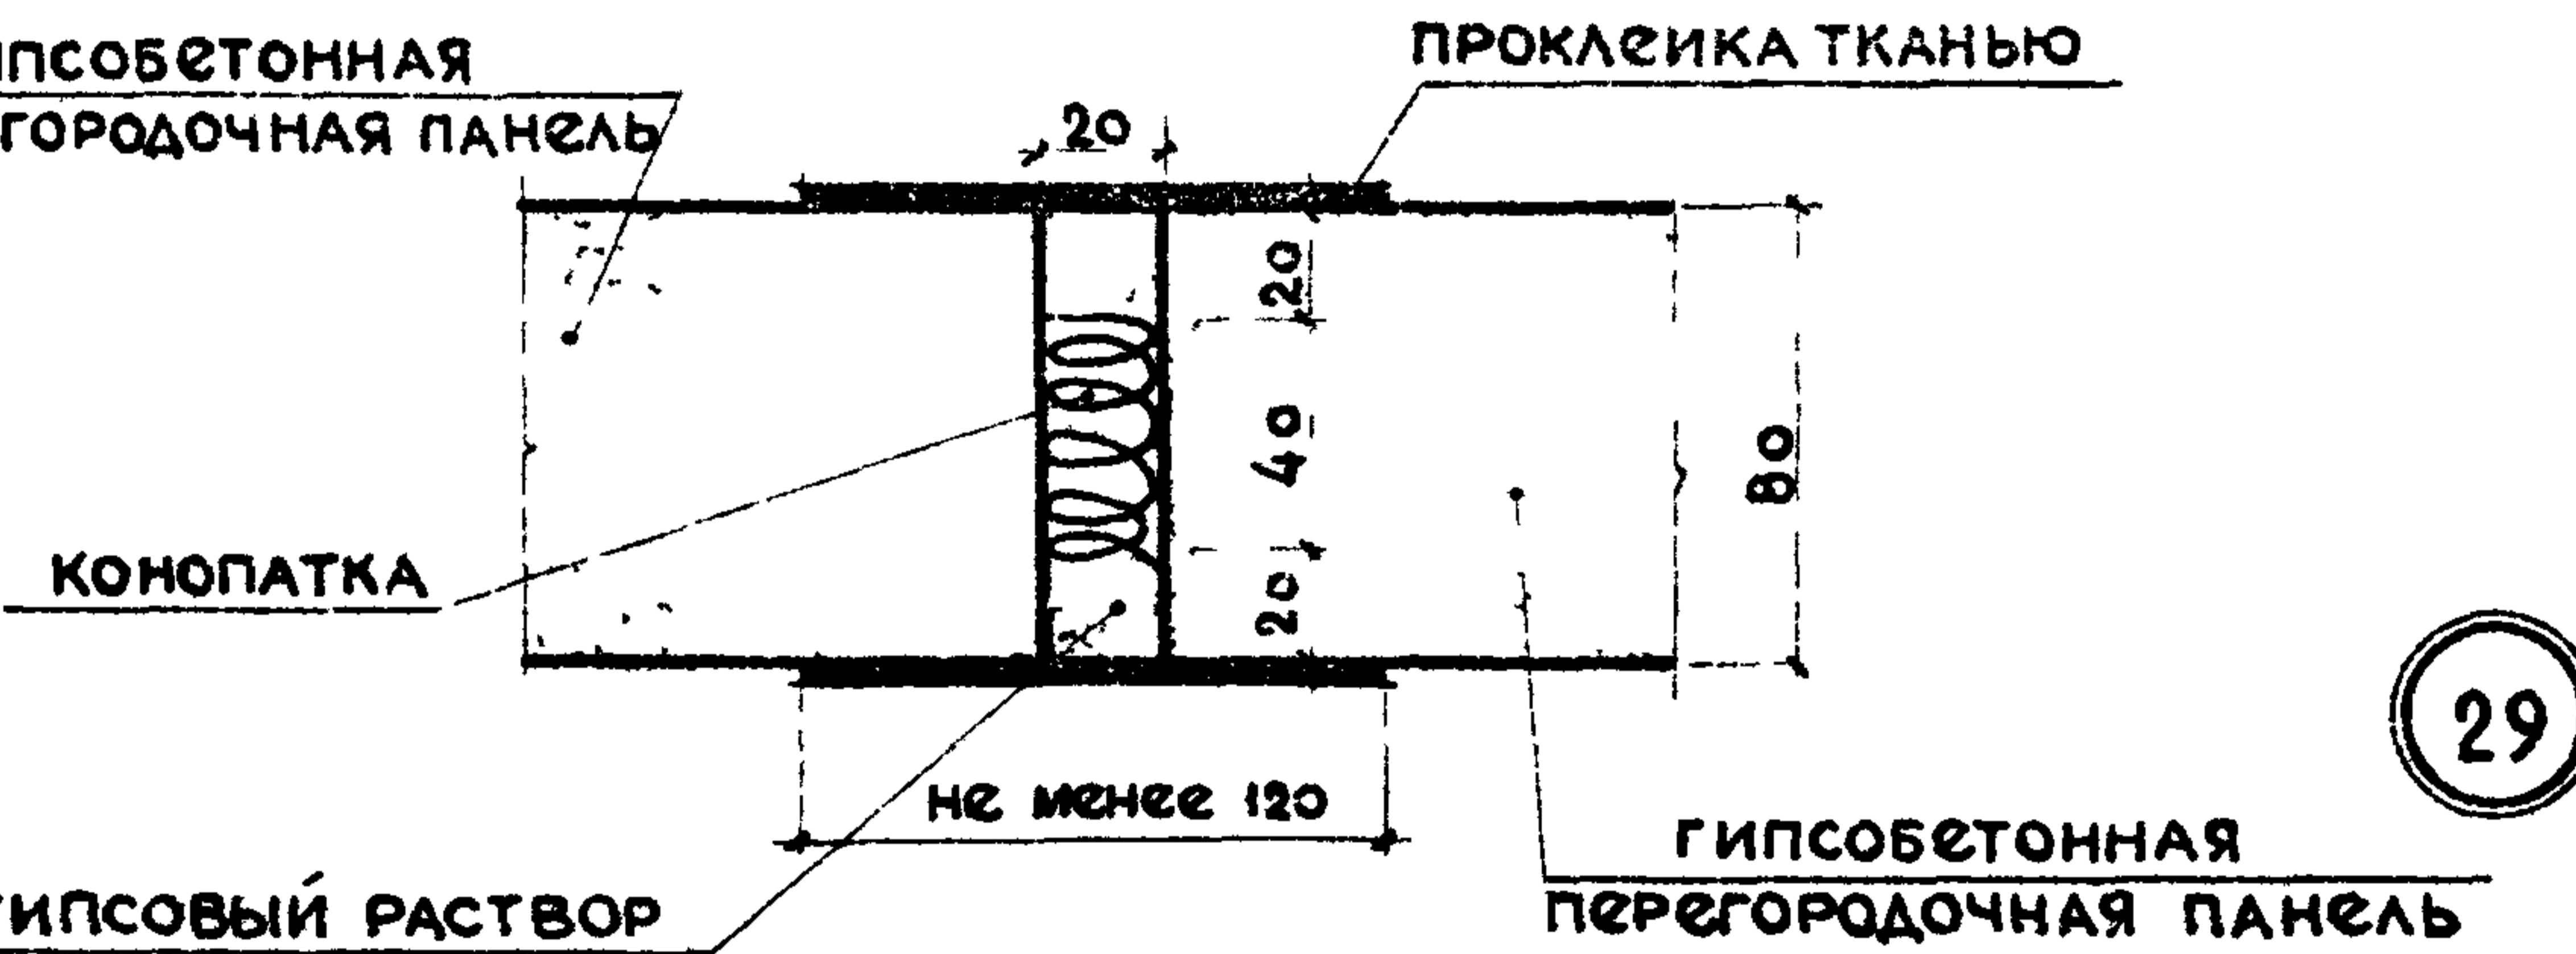 ИПСОБЕТОННАЯ
ГОРОДОЧНАЯ ПАНЕЛЬ
ПРОКЛЕИКА ТКАНЬЮ
20
20
40
80
20
КОНОПАТКА
29
НЕ МЕНЕЕ 120
ГИПСОБЕТОННАЯ
ПЕРЕГОРОДОЧНАЯ ПАНЕЛЬ
ГИПСОВЫЙ РАСТВОР